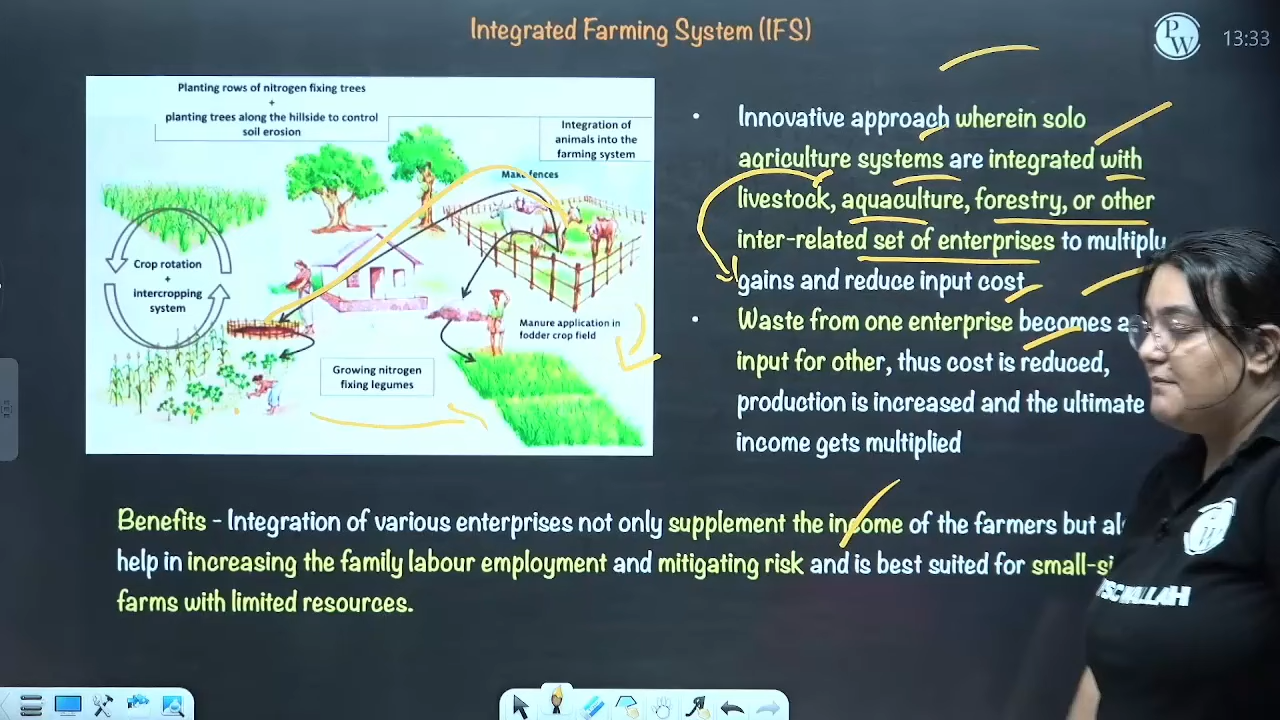 Integrated Farming System (IFS)
PW
13:33
Planting rows of nitrogen fixing trees
+
planting trees along the hillside to control
soil erosion
Integration of
animals into the
farming system
Make fences
Crop rotation
+
intercropping
system
Manure application in
fodder crop field
Growing nitrogen
fixing legumes
• Innovative approach wherein solo
agriculture systems are integrated with
livestock, aquaculture, forestry, or other
inter-related set of enterprises to multiply
gains and reduce input cost
• Waste from one enterprise becomes a
input for other, thus cost is reduced,
production is increased and the ultimate
income gets multiplied
Benefits - Integration of various enterprises not only supplement the income of the farmers but al
help in increasing the family labour employment and mitigating risk and is best suited for small-si
farms with limited resources.
WALLAH